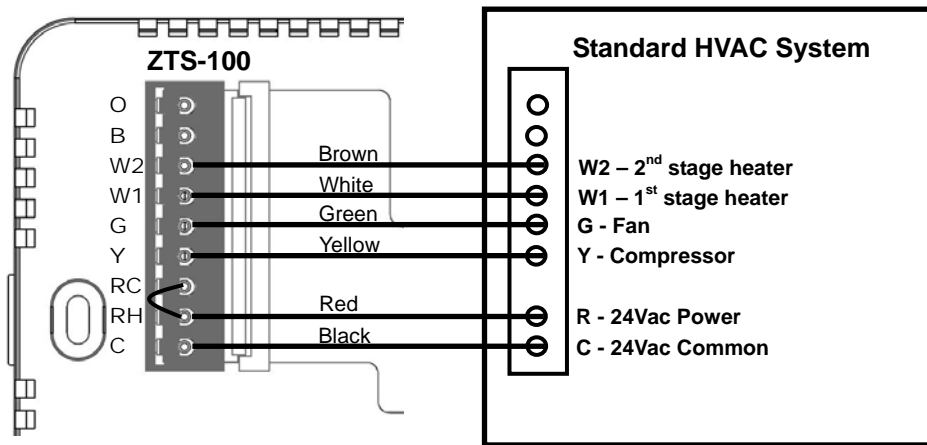 ZTS-100
O
B
W2
W1
G
Y
RC
RH
C
Brown
White
Green
Yellow
Red
Black
Standard HVAC System
W2 – 2nd stage heater
W1 – 1st stage heater
G - Fan
Y - Compressor
R - 24Vac Power
C - 24Vac Common